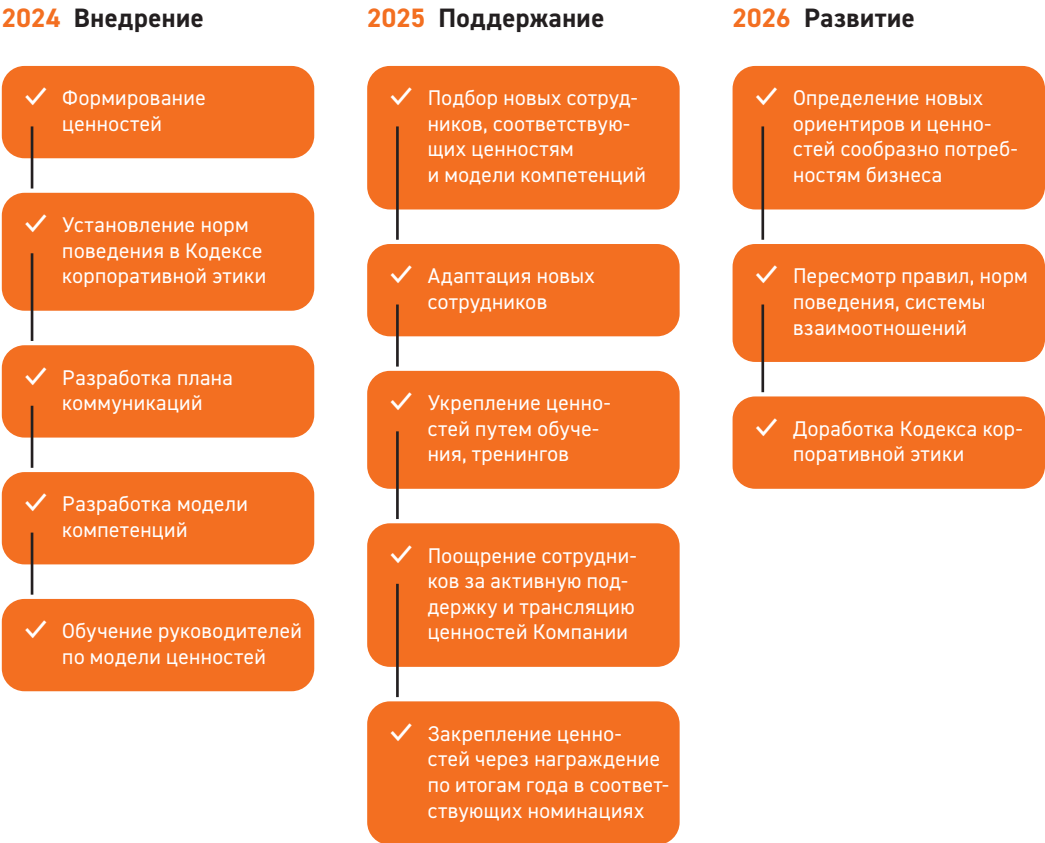 2024 Внедрение
Формирование
ценностей
Установление норм
поведения в Кодексе
корпоративной этики
Разработка плана
коммуникаций
Разработка модели
компетенций
Обучение руководителей
по модели ценностей
2025 Поддержание
Подбор новых сотруд-
ников, соответствую-
щих ценностям
и модели компетенций
Адаптация новых
сотрудников
Укрепление ценно-
стей путем обуче-
ния, тренингов
Поощрение сотрудни-
ков за активную под-
держку и трансляцию
ценностей Компании
Закрепление ценно-
стей через награждение
по итогам года в соответ-
ствующих номинациях
2026 Развитие
Определение новых
ориентиров и ценно-
стей сообразно потреб-
ностям бизнеса
Пересмотр правил, норм
поведения, системы
взаимоотношений
Доработка Кодекса кор-
поративной этики